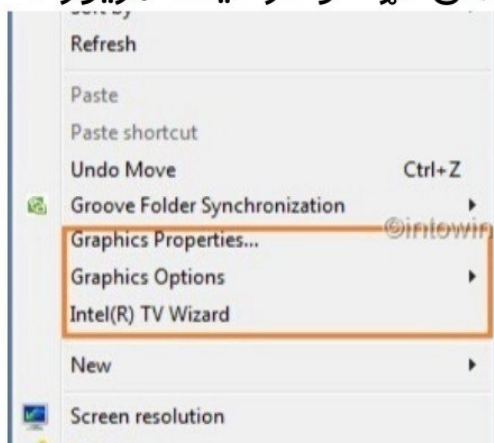 Refresh
Paste
Paste shortcut
Undo Move Ctrl+Z
Groove Folder Synchronization
©intowin
Graphics Properties...
Graphics Options
Intel(R) TV Wizard
New
Screen resolution